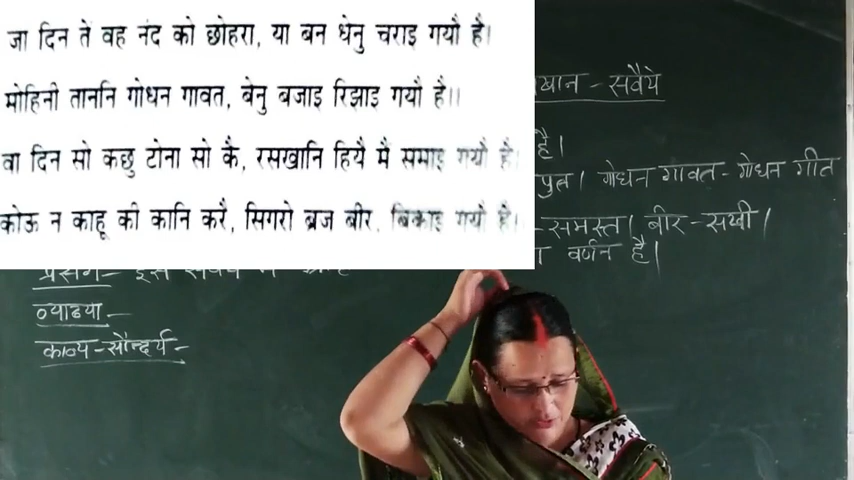 जा दिन तें वह नंद को छोहरा, या बन धेनु चराइ गयौ है।
मोहिनी ताननि गोधन गावत, बेनु बजाइ रिझाइ गयौ है।।
वा दिन सो कछु टोना सो कै, रसखानि हियै मैं समाइ गयौ है।
कोऊ न काहू की कानि करै, सिगरो ब्रज बीर, बिकाइ गयौ है।
खान - सवैये
है।
गोधन गावत - गोधन गीत
- समस्त। बीर - सखी।
वर्णन है।
प्रसंग -
व्याख्या -
काव्य - सौन्दर्य -